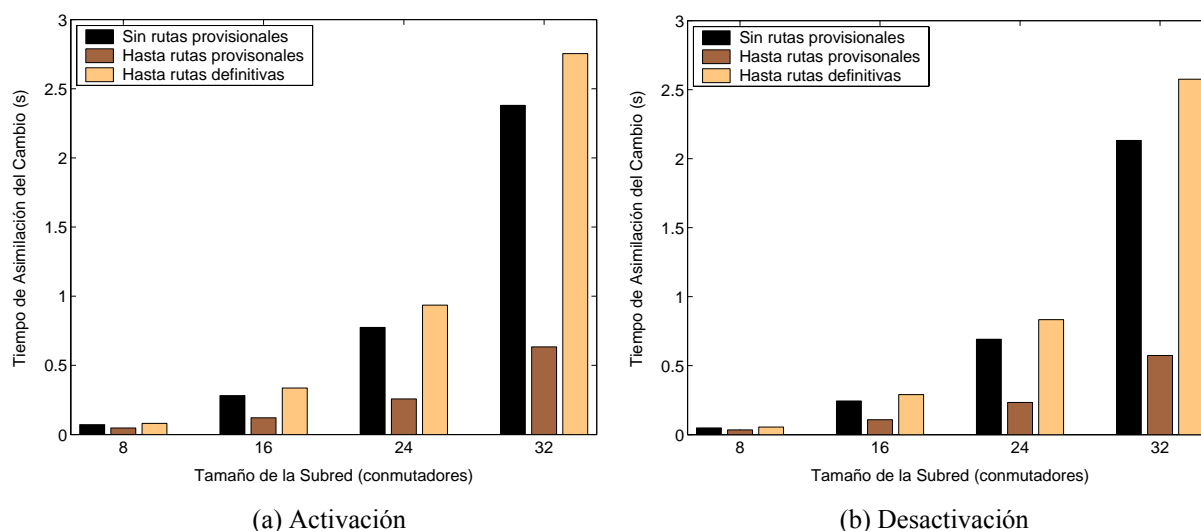 Sin rutas provisionales
Hasta rutas provisionales
Hasta rutas definitivas
3
2.5
2
1.5
1
0.5
0
Tiempo de Asimilación del Cambio (s)
8 16 24 32
Tamaño de la Subred (conmutadores)
(a) Activación
Sin rutas provisionales
Hasta rutas provisionales
Hasta rutas definitivas
3
2.5
2
1.5
1
0.5
0
Tiempo de Asimilación del Cambio (s)
8 16 24 32
Tamaño de la Subred (conmutadores)
(b) Desactivación